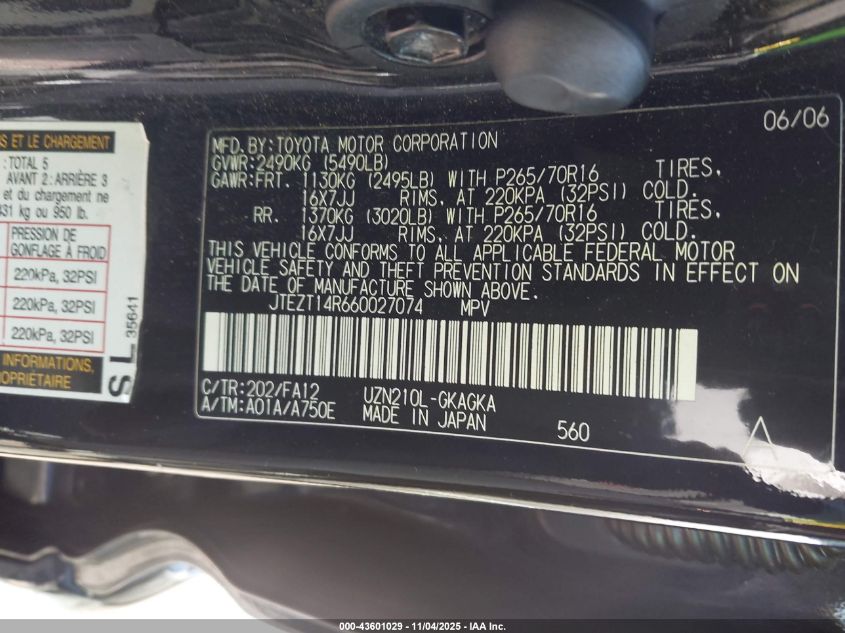 NS ET LE CHARGEMENT
: TOTAL 5
AVANT 2: ARRIÈRE 3
et du chargement ne
431 kg ou 950 lb.
PRESSION DE
GONFLAGE À FROID
220kPa, 32PSI
220kPa, 32PSI
220kPa, 32PSI
INFORMATIONS,
PROPRIÉTAIRE
SL 35641
06/06
MFD. BY:TOYOTA MOTOR CORPORATION
GVWR:2490KG (5490LB)
GAWR:FRT. 1130KG (2495LB) WITH P265/70R16 TIRES,
16X7JJ RIMS, AT 220KPA (32PSI) COLD.
RR. 1370KG (3020LB) WITH P265/70R16 TIRES,
16X7JJ RIMS, AT 220KPA (32PSI) COLD.
THIS VEHICLE CONFORMS TO ALL APPLICABLE FEDERAL MOTOR
VEHICLE SAFETY AND THEFT PREVENTION STANDARDS IN EFFECT ON
THE DATE OF MANUFACTURE SHOWN ABOVE.
JTEZT14R660027074 MPV
C/TR:202/FA12 UZN210L-GKAGKA
A/TM:A01A/A750E MADE IN JAPAN 560
000-43601029 - 11/04/2025 - IAA Inc.